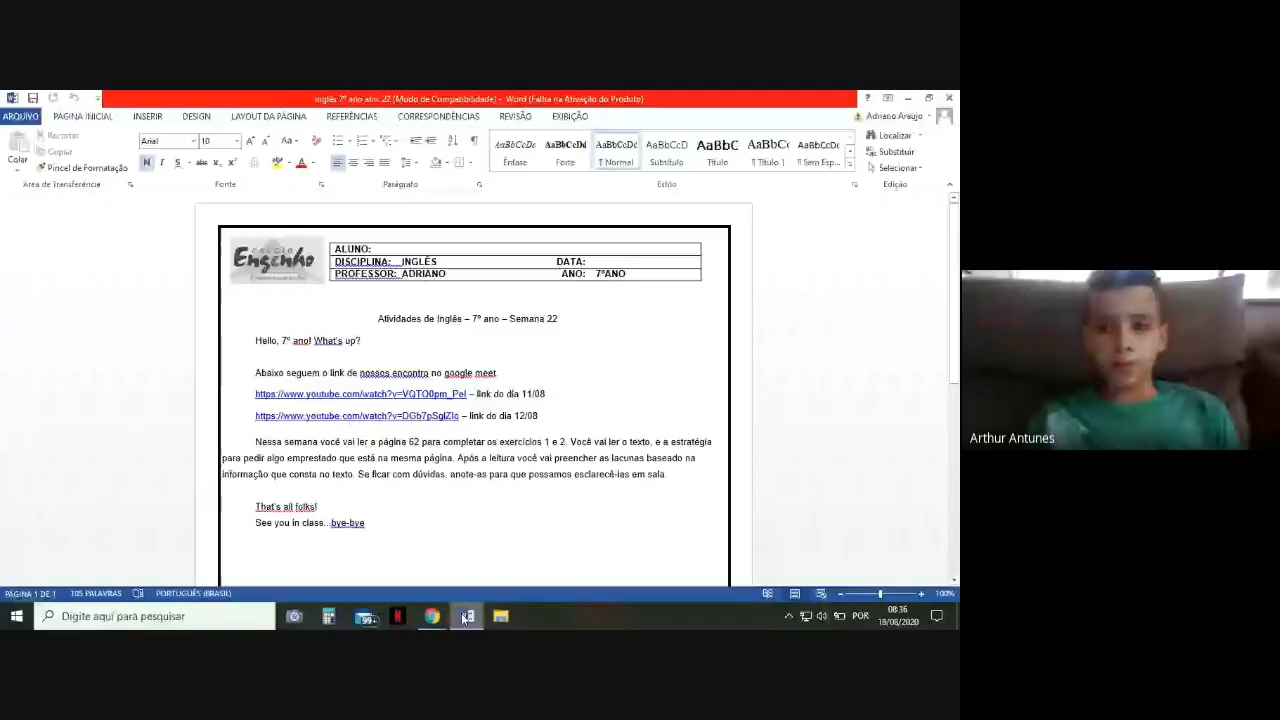 Inglês 7º ano atvi. 22 [Modo de Compatibilidade] - Word (Falha na Ativação do Produto)
ARQUIVO PÁGINA INICIAL INSERIR DESIGN LAYOUT DA PÁGINA REFERÊNCIAS CORRESPONDÊNCIAS REVISÃO EXIBIÇÃO Adriano Araújo
Colar
Recortar
Copiar
Pincel de Formatação
Área de Transferência
Arial 10
Fonte
Parágrafo
AaBbCcDc AaBbCcDc AaBbCcDc AaBbCcD AaBbC AaBbCc AaBbCcDc
Ênfase Forte ¶ Normal Subtítulo Título ¶ Título 1 ¶ Sem Esp...
Estilo
Localizar
Substituir
Selecionar
Edição
ESCOLA
Engenho
ALUNO:
DISCIPLINA: INGLÊS DATA:
PROFESSOR: ADRIANO ANO: 7ºANO
Atividades de Inglês – 7º ano – Semana 22
Hello, 7º ano! What's up?
Abaixo seguem o link de nossos encontro no google meet.
https://www.youtube.com/watch?v=VQTO0pm_PeI – link do dia 11/08
https://www.youtube.com/watch?v=DGb7pSglZIo – link do dia 12/08
Nessa semana você vai ler a página 62 para completar os exercícios 1 e 2. Você vai ler o texto, e a estratégia
para pedir algo emprestado que está na mesma página. Após a leitura você vai preencher as lacunas baseado na
informação que consta no texto. Se ficar com dúvidas, anote-as para que possamos esclarecê-las em sala.
That's all folks!
See you in class...bye-bye
PÁGINA 1 DE 1 105 PALAVRAS PORTUGUÊS (BRASIL) 100%
Digite aqui para pesquisar
99+
POR
08:36
18/08/2020
Arthur Antunes